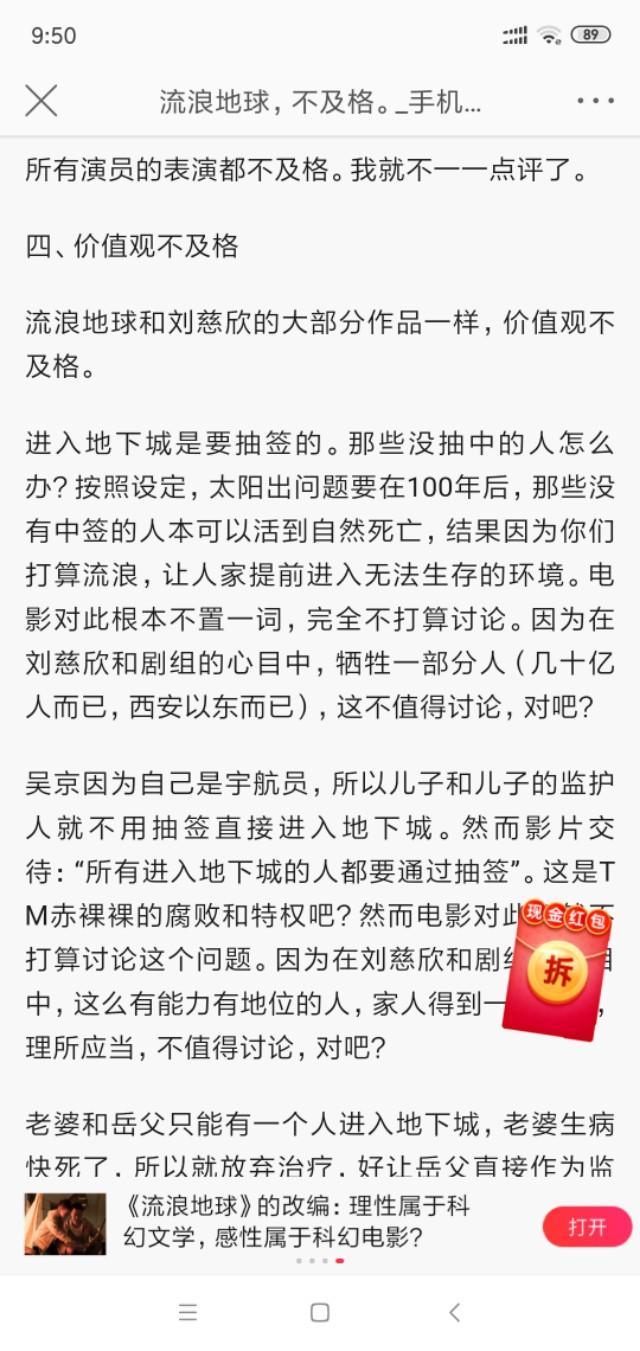 9:50
89
流浪地球，不及格。_手机...
所有演员的表演都不及格。我就不一一点评了。
四、价值观不及格
流浪地球和刘慈欣的大部分作品一样，价值观不
及格。
进入地下城是要抽签的。那些没抽中的人怎么
办？按照设定，太阳出问题要在100年后，那些没
有中签的人本可以活到自然死亡，结果因为你们
打算流浪，让人家提前进入无法生存的环境。电
影对此根本不置一词，完全不打算讨论。因为在
刘慈欣和剧组的心目中，牺牲一部分人（几十亿
人而已，西安以东而已），这不值得讨论，对吧？
吴京因为自己是宇航员，所以儿子和儿子的监护
人就不用抽签直接进入地下城。然而影片交
待：“所有进入地下城的人都要通过抽签”。这是T
M赤裸裸的腐败和特权吧？然而电影对此
打算讨论这个问题。因为在刘慈欣和剧
中，这么有能力有地位的人，家人得到一，
理所应当，不值得讨论，对吧？
现金红包
拆
老婆和岳父只能有一个人进入地下城，老婆生病
快死了，所以就放弃治疗，好让岳父直接作为监
《流浪地球》的改编：理性属于科
幻文学，感性属于科幻电影？
打开